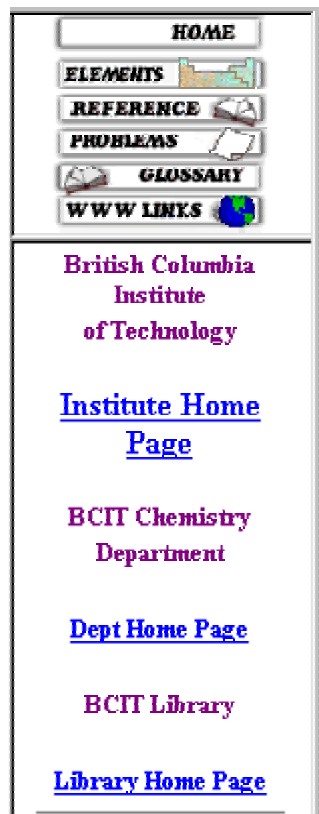 HOME
ELEMENTS
REFERENCE
PROBLEMS
GLOSSARY
WWW LINKS
British Columbia
Institute
of Technology
Institute Home
Page
BCIT Chemistry
Department
Dept Home Page
BCIT Library
Library Home Page